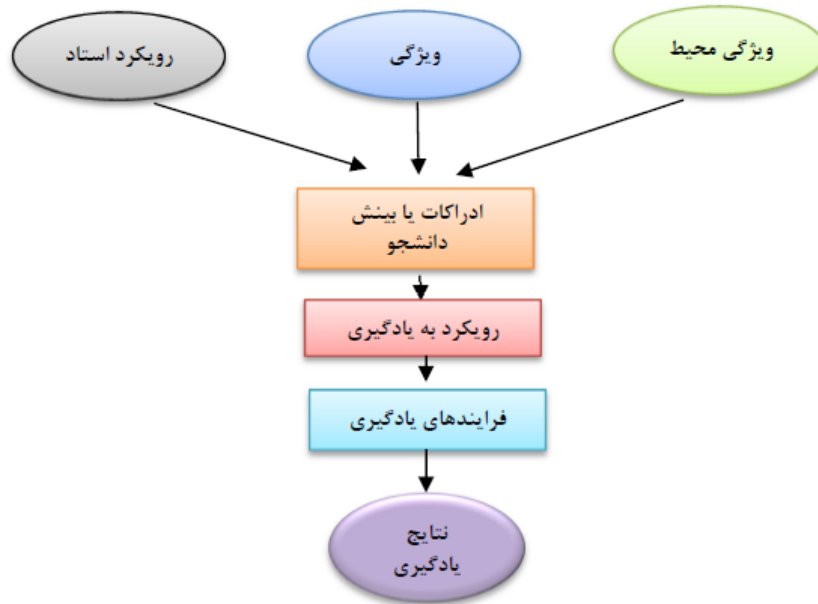 ویژگی محیط
ویژگی
رویکرد استاد
ادراکات یا بینش
دانشجو
رویکرد به یادگیری
فرایندهای یادگیری
نتایج
یادگیری